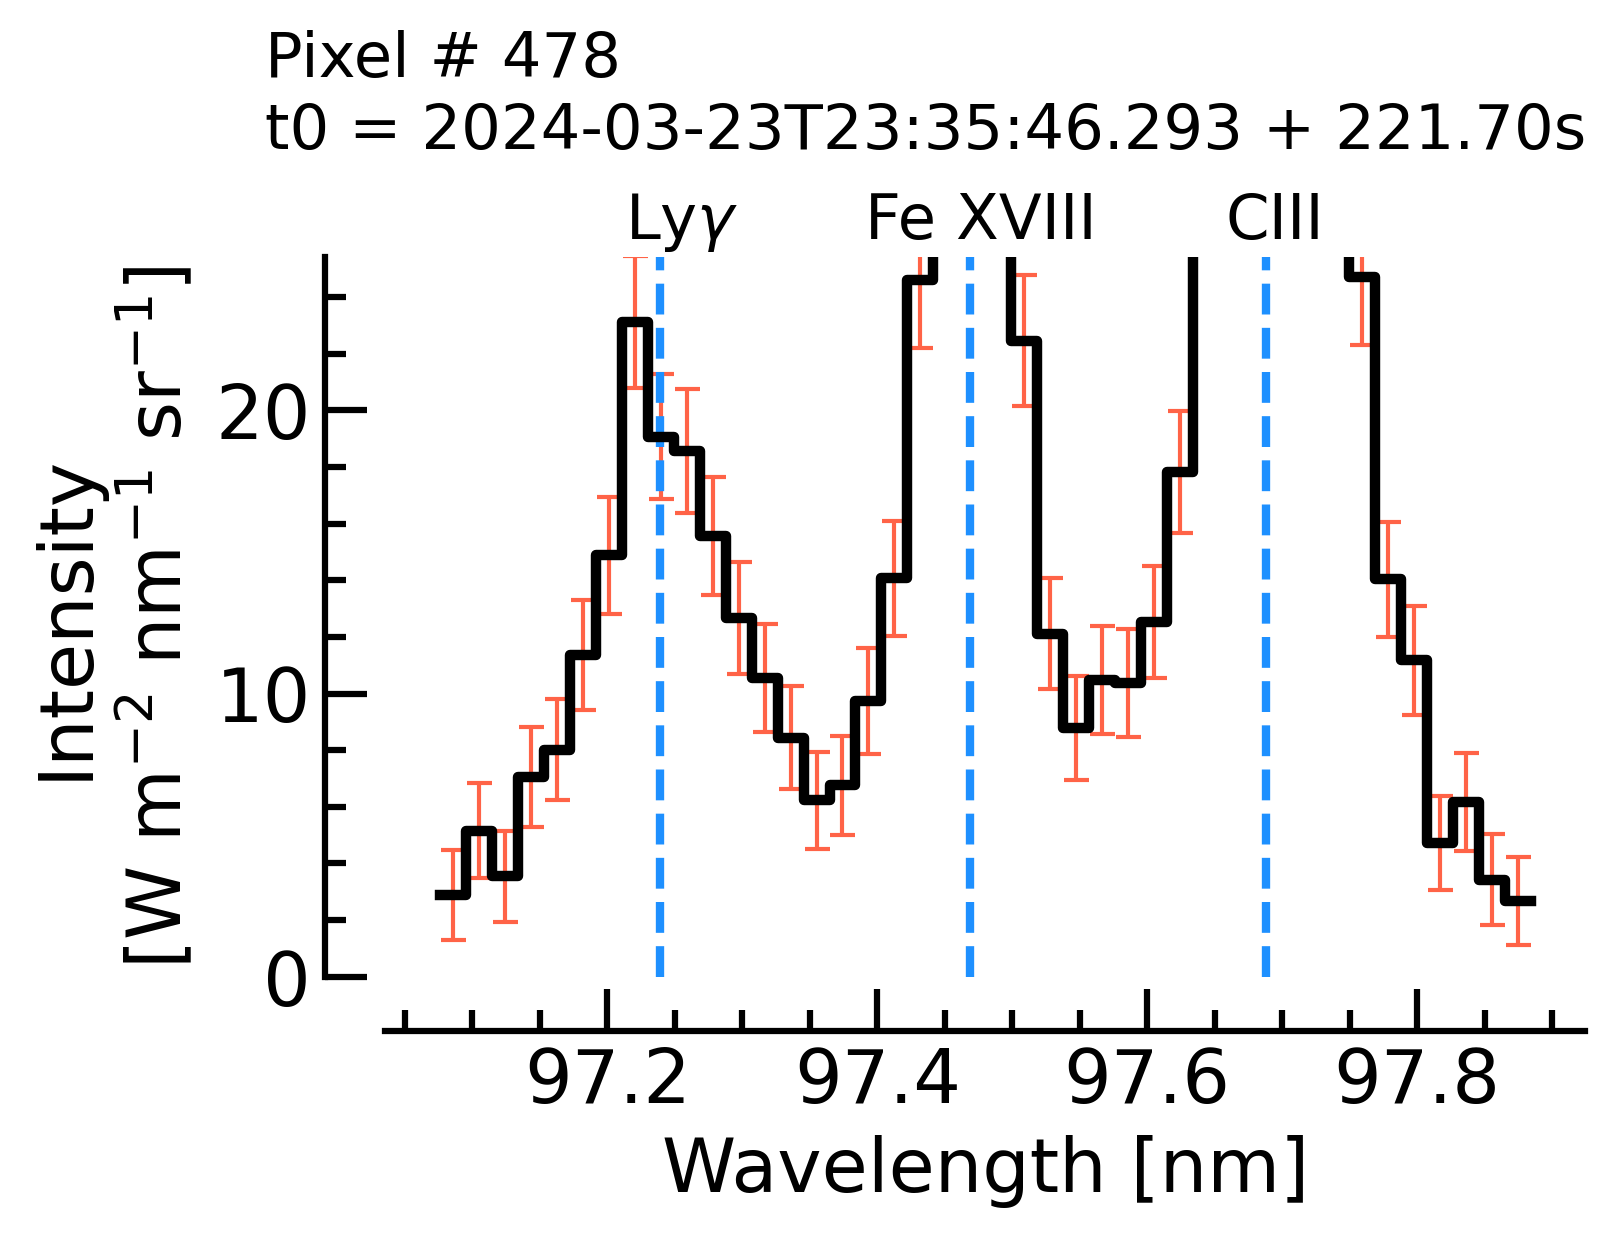 Pixel # 478
t0 = 2024-03-23T23:35:46.293 + 221.70s
Lyγ Fe XVIII CIII
Intensity
[W m⁻² nm⁻¹ sr⁻¹]
20
10
0
97.2 97.4 97.6 97.8
Wavelength [nm]